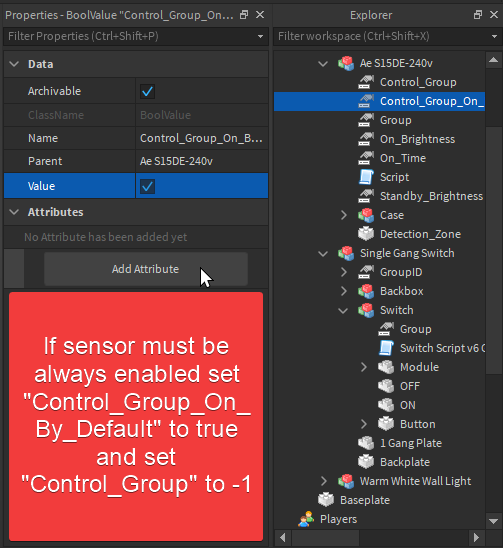 Properties - BoolValue "Control_Group_On...
Explorer
Filter Properties (Ctrl+Shift+P)
Filter workspace (Ctrl+Shift+X)
Data
Archivable
ClassName BoolValue
Name Control_Group_On_B...
Parent Ae S15DE-240v
Value
Attributes
No Attribute has been added yet
Add Attribute
If sensor must be
always enabled set
"Control_Group_On_
By_Default" to true
and set
"Control_Group" to -1
Ae S15DE-240v
Control_Group
Control_Group_On_
Group
On_Brightness
On_Time
Script
Standby_Brightness
Case
Detection_Zone
Single Gang Switch
GroupID
Backbox
Switch
Group
Switch Script v6
Module
OFF
ON
Button
1 Gang Plate
Backplate
Warm White Wall Light
Baseplate
Players